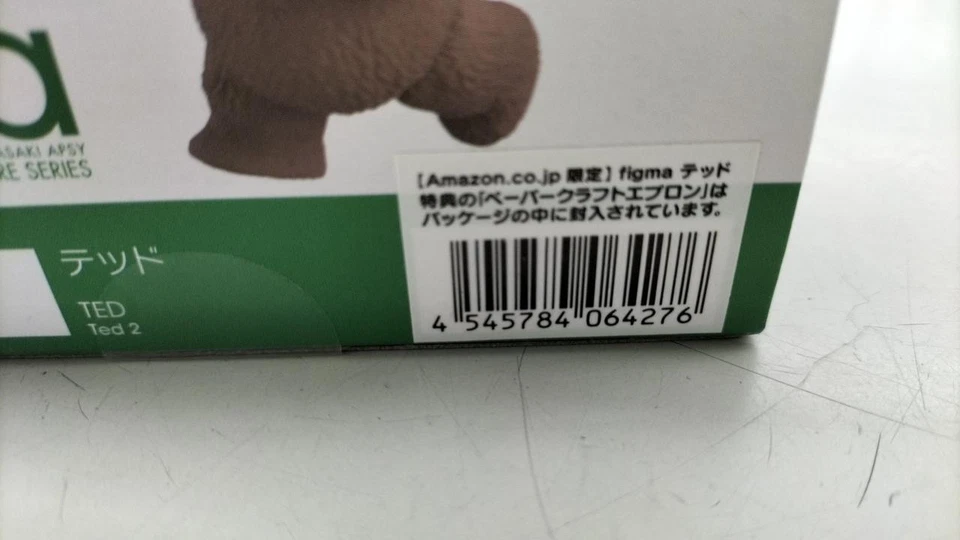 a
ASAKI APSY
RE SERIES
[Amazon.co.jp 限定] figma テッド
特典の「ペーパークラフトエプロン」は
パッケージの中に封入されています。
4 545784 064276
テッド
TED
Ted 2